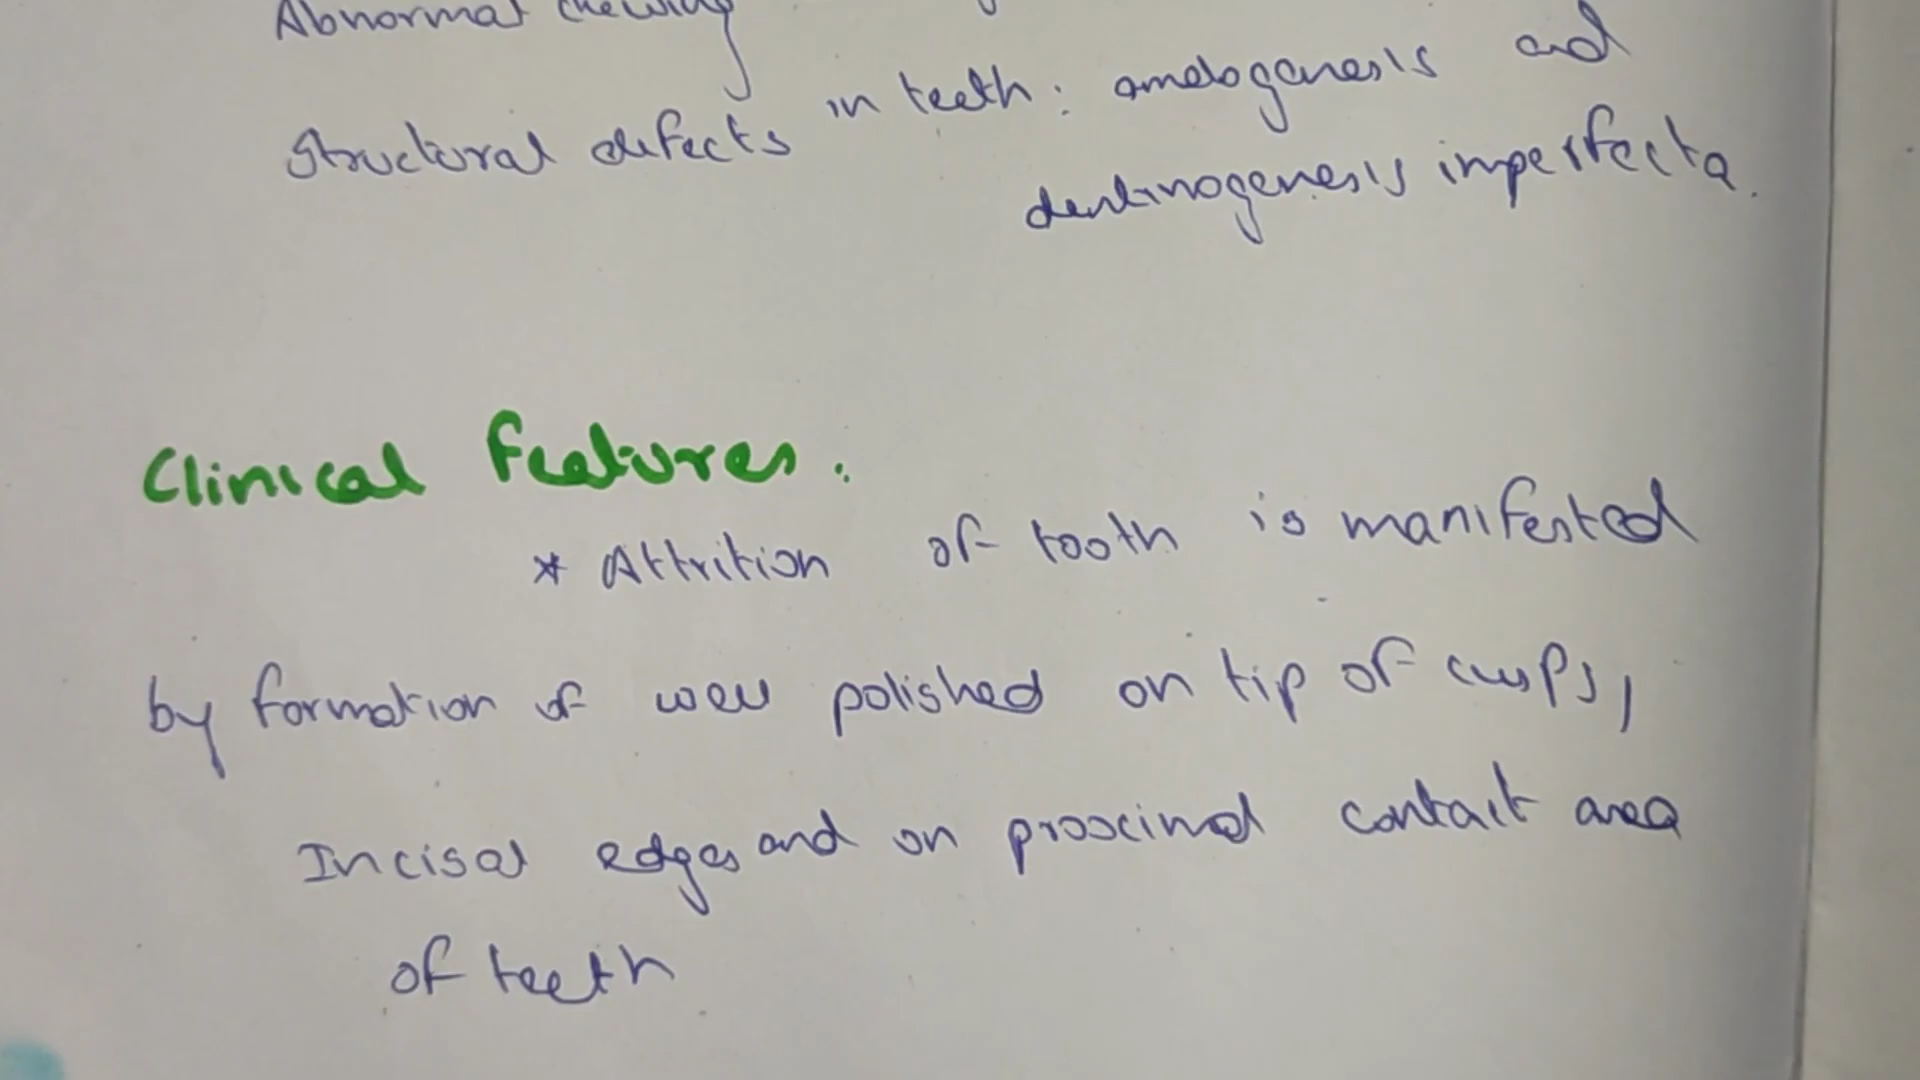 Abnormal chewing
Structural defects in teeth : amelogenesis and
dentinogenesis imperfecta.
Clinical Features :
* Attrition of tooth is manifested
by formation of well polished on tip of cusps,
Incisal edges and on proximal contact area
of teeth